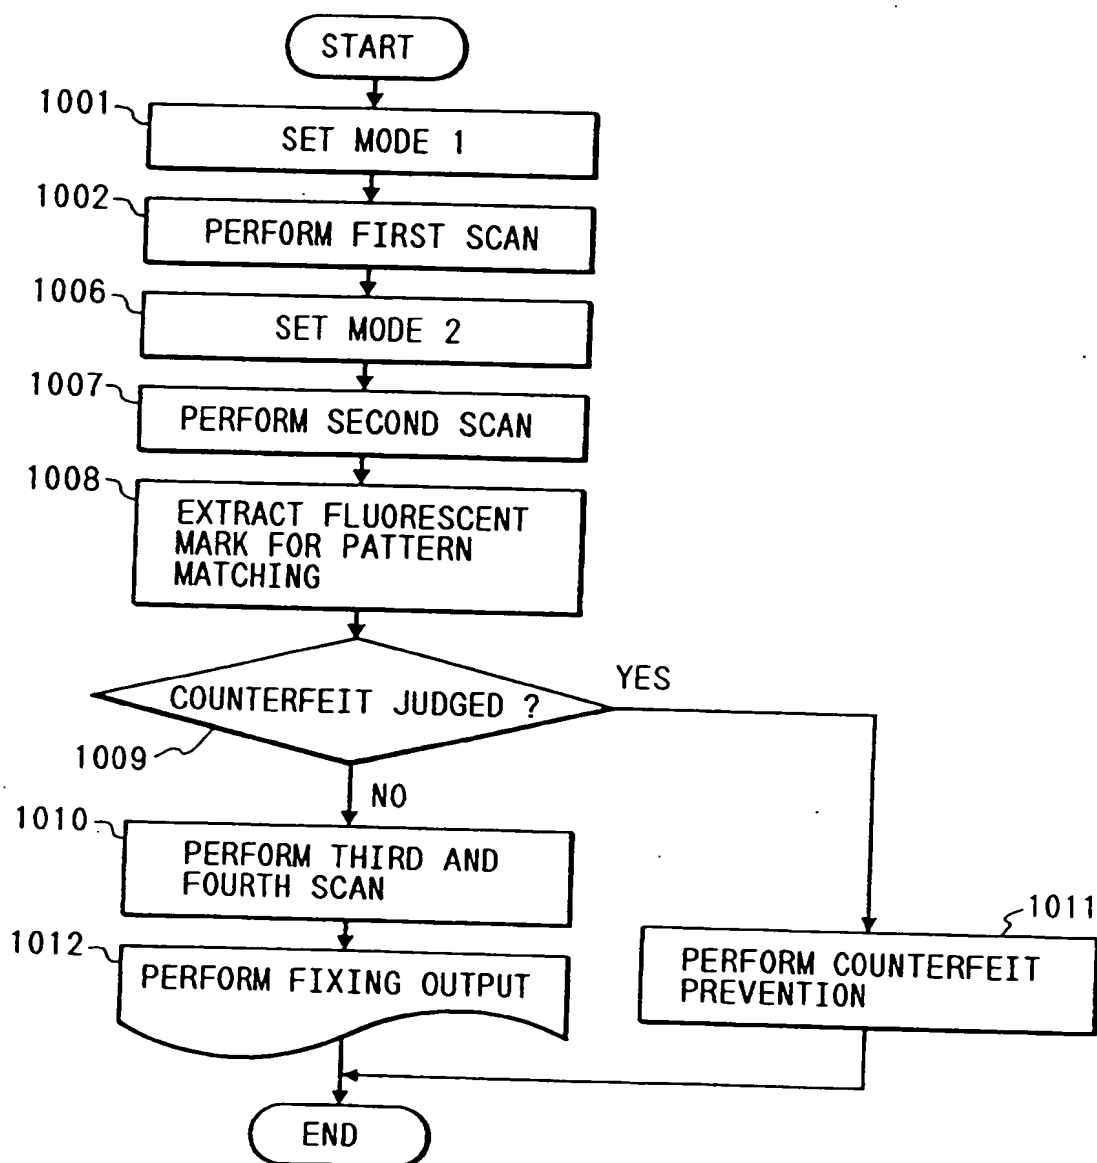 START
1001
SET MODE 1
1002
PERFORM FIRST SCAN
1006
SET MODE 2
1007
PERFORM SECOND SCAN
1008
EXTRACT FLUORESCENT
MARK FOR PATTERN
MATCHING
COUNTERFEIT JUDGED ?
YES
1009
NO
1010
PERFORM THIRD AND
FOURTH SCAN
1011
PERFORM COUNTERFEIT
PREVENTION
1012
PERFORM FIXING OUTPUT
END